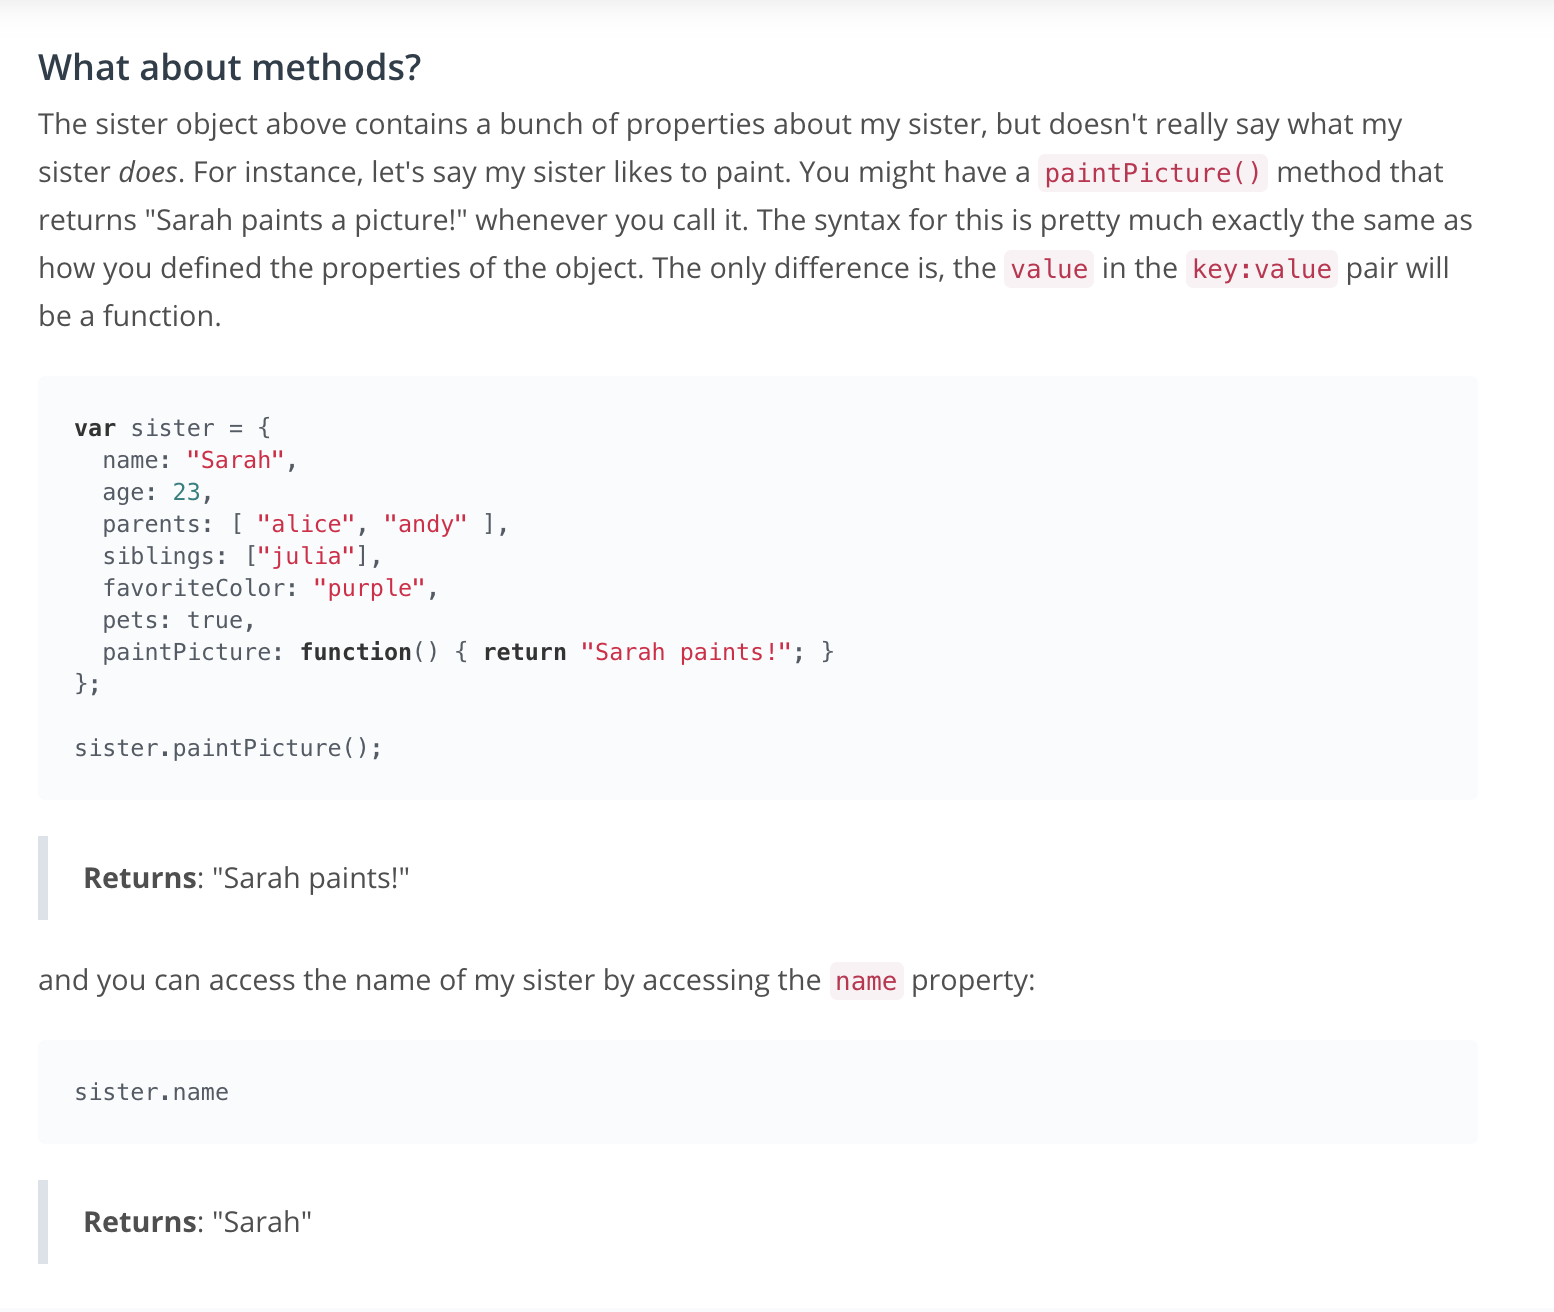 What about methods?
The sister object above contains a bunch of properties about my sister, but doesn't really say what my
sister does. For instance, let's say my sister likes to paint. You might have a paintPicture() method that
returns "Sarah paints a picture!" whenever you call it. The syntax for this is pretty much exactly the same as
how you defined the properties of the object. The only difference is, the value in the key:value pair will
be a function.
var sister = {
  name: "Sarah",
  age: 23,
  parents: [ "alice", "andy" ],
  siblings: ["julia"],
  favoriteColor: "purple",
  pets: true,
  paintPicture: function() { return "Sarah paints!"; }
};
sister.paintPicture();
Returns: "Sarah paints!"
and you can access the name of my sister by accessing the name property:
sister.name
Returns: "Sarah"